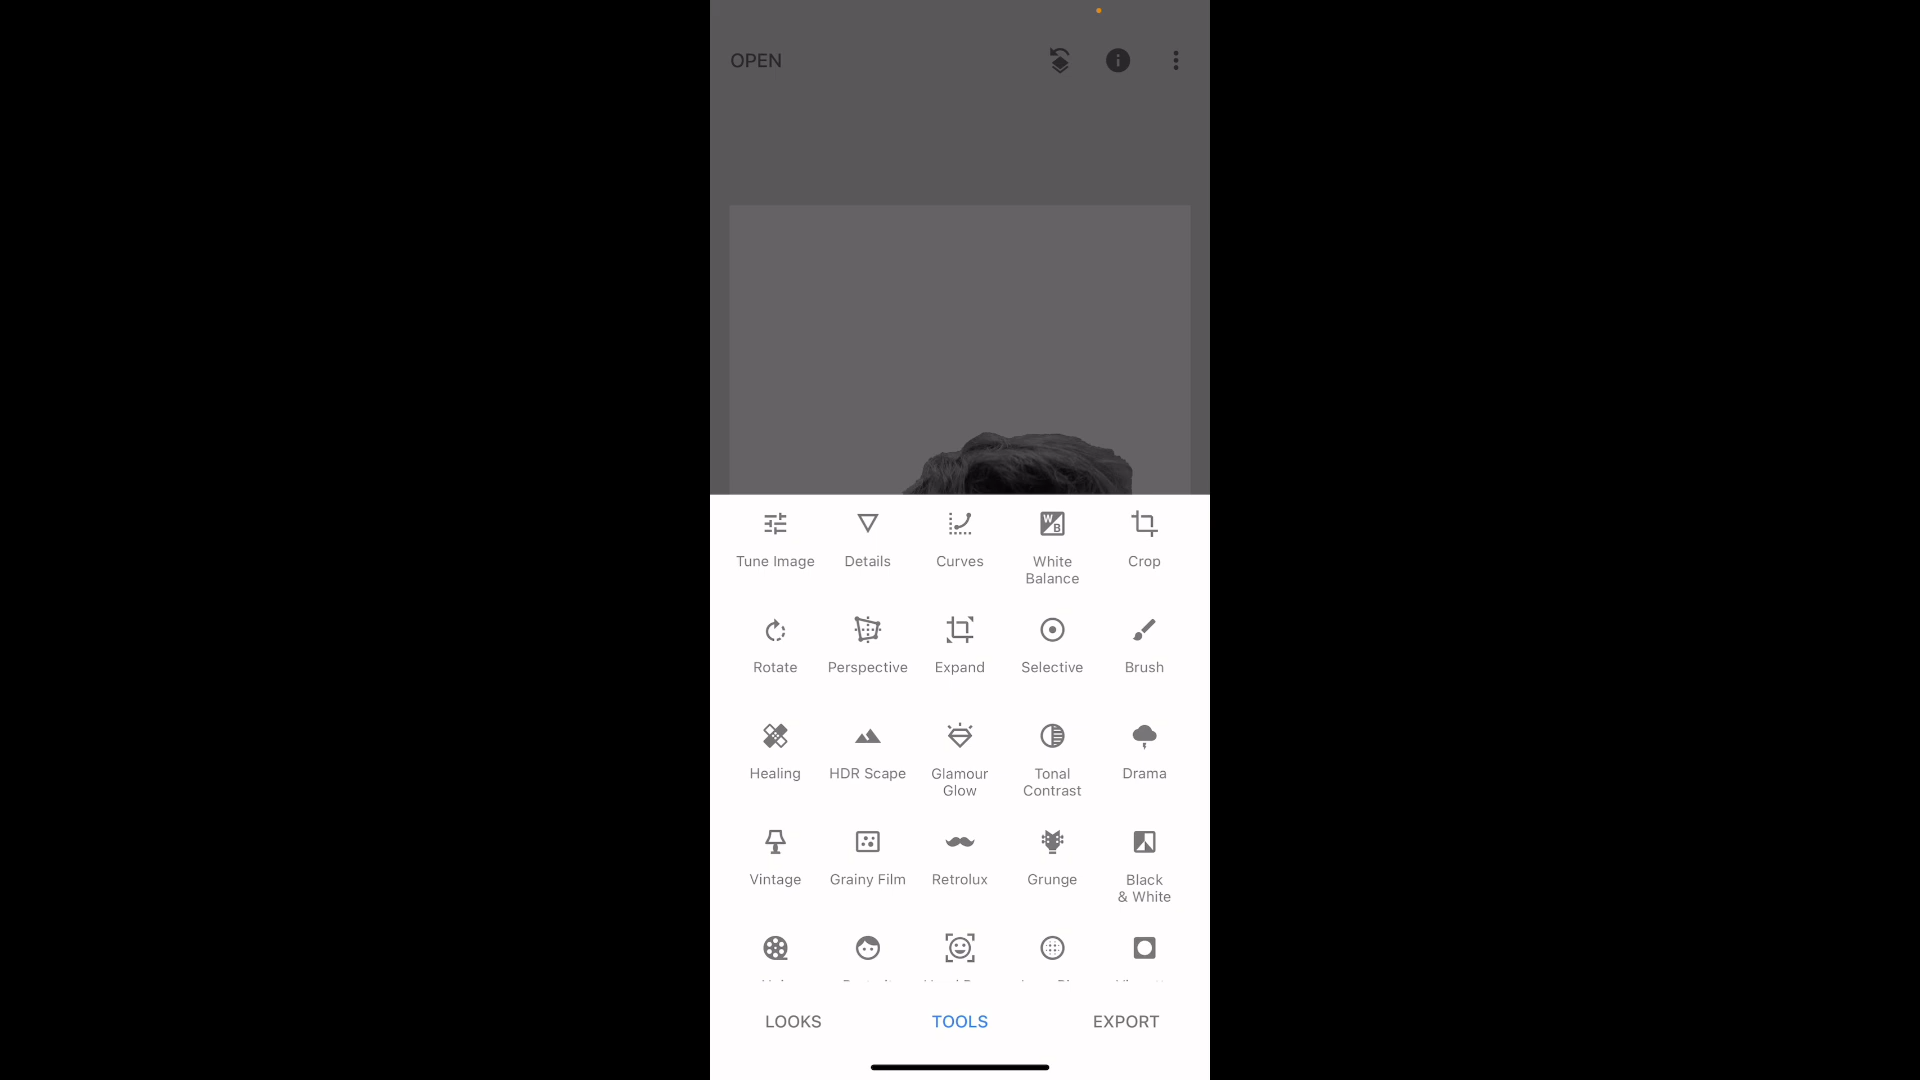 OPEN
Tune Image
Details
Curves
White
Balance
Crop
Rotate
Perspective
Expand
Selective
Brush
Healing
HDR Scape
Glamour
Glow
Tonal
Contrast
Drama
Vintage
Grainy Film
Retrolux
Grunge
Black
& White
LOOKS
TOOLS
EXPORT